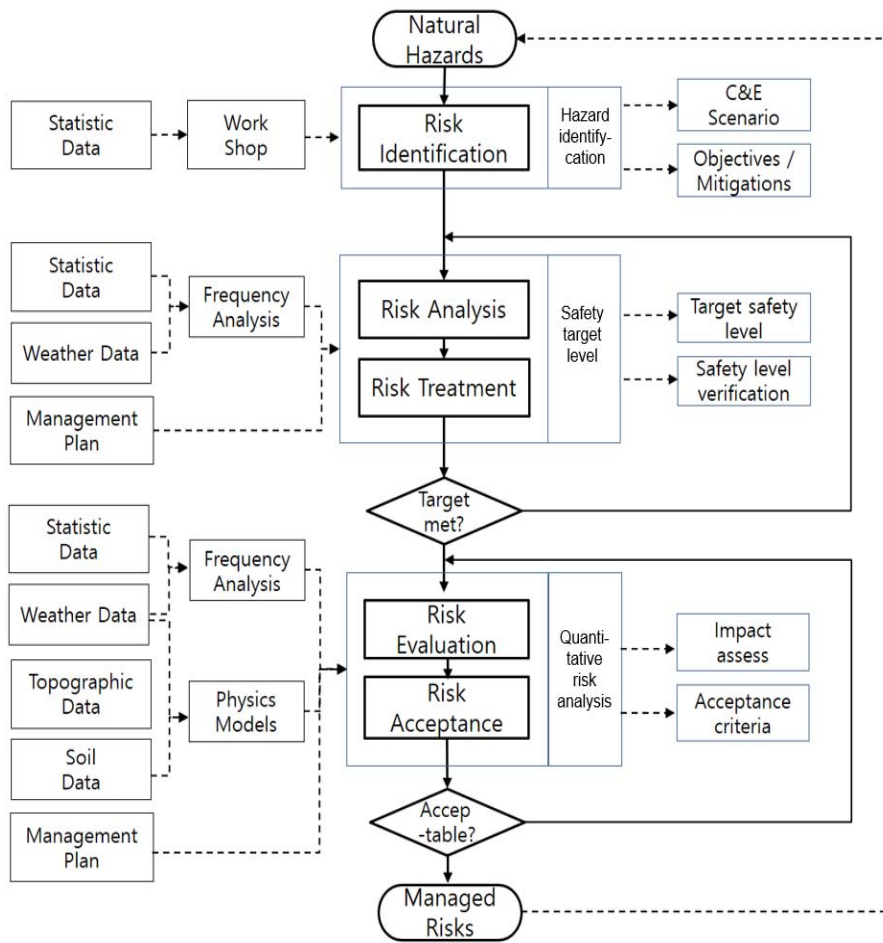 Natural
Hazards
Statistic
Data
Work
Shop
Risk
Identification
Hazard
identify-
cation
C&E
Scenario
Objectives /
Mitigations
Statistic
Data
Weather Data
Management
Plan
Frequency
Analysis
Risk Analysis
Risk Treatment
Safety
target
level
Target safety
level
Safety level
verification
Target
met?
Statistic
Data
Weather Data
Topographic
Data
Soil
Data
Management
Plan
Frequency
Analysis
Physics
Models
Risk
Evaluation
Risk
Acceptance
Quanti-
tative
risk
analysis
Impact
assess
Acceptance
criteria
Accep
-table?
Managed
Risks